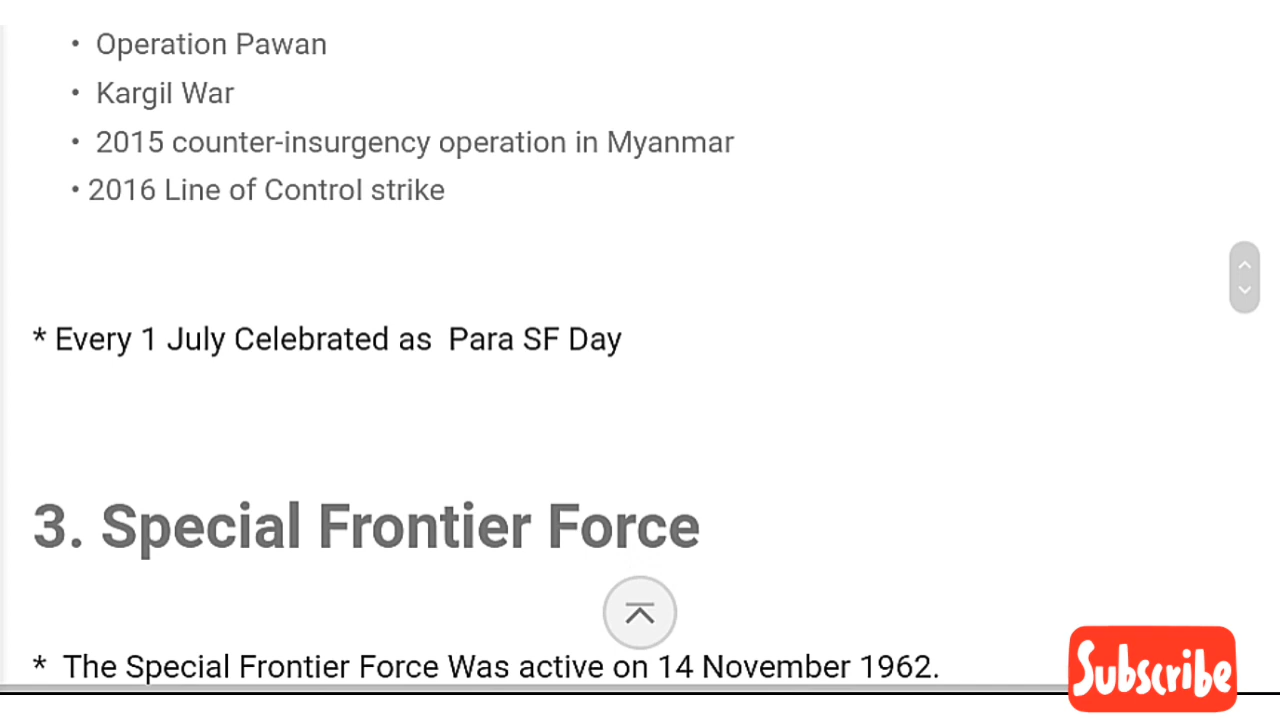 • Operation Pawan
• Kargil War
• 2015 counter-insurgency operation in Myanmar
• 2016 Line of Control strike
* Every 1 July Celebrated as Para SF Day
3. Special Frontier Force
* The Special Frontier Force Was active on 14 November 1962.
Subscribe